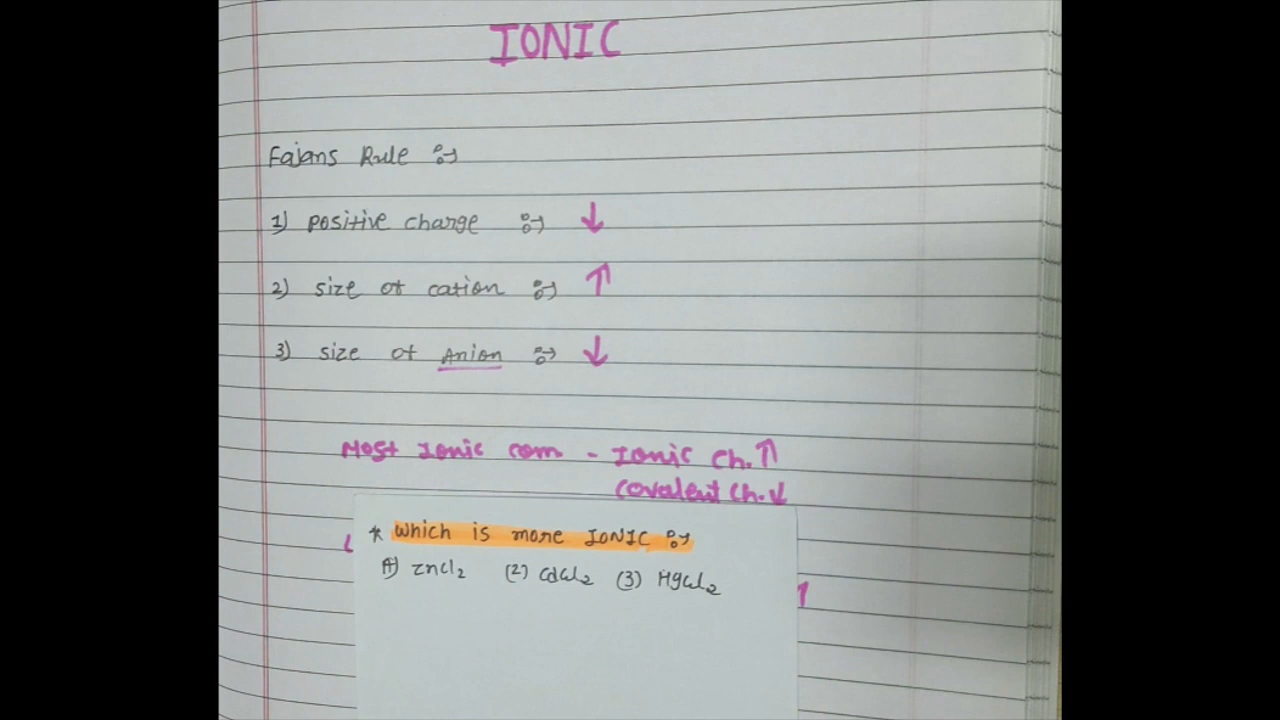 IONIC
Fajans Rule :-
1) positive charge :- ↓
2) size of cation :- ↑
3) size of Anion :- ↓
Most Ionic com - Ionic Ch. ↑
Covalent Ch. ↓
* Which is more IONIC :-
A) ZnCl2 (2) CdCl2 (3) HgCl2